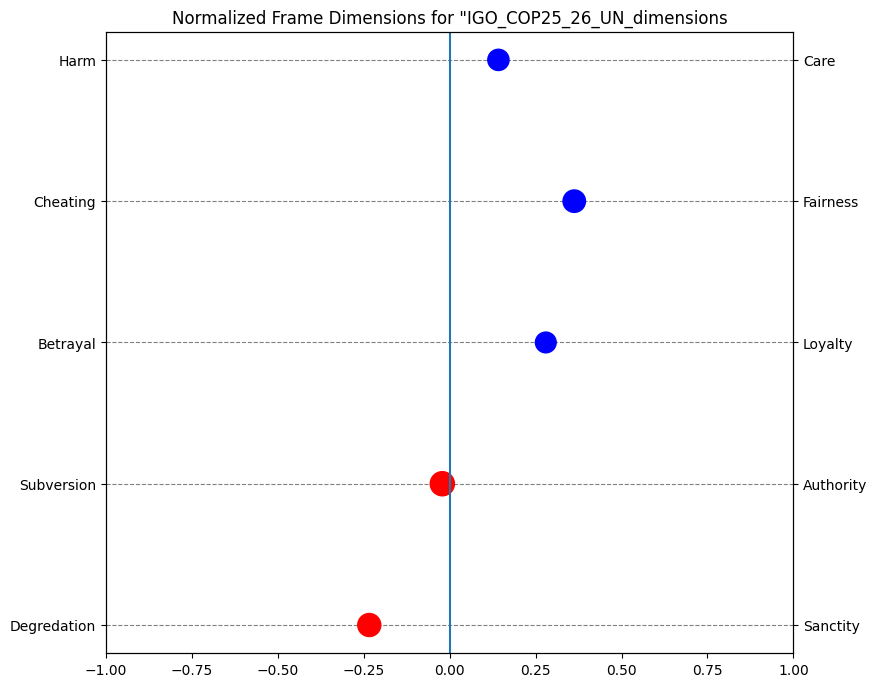 Normalized Frame Dimensions for "IGO_COP25_26_UN_dimensions
Harm
Care
Cheating
Fairness
Betrayal
Loyalty
Subversion
Authority
Degredation
Sanctity
−1.00
−0.75
−0.50
−0.25
0.00
0.25
0.50
0.75
1.00